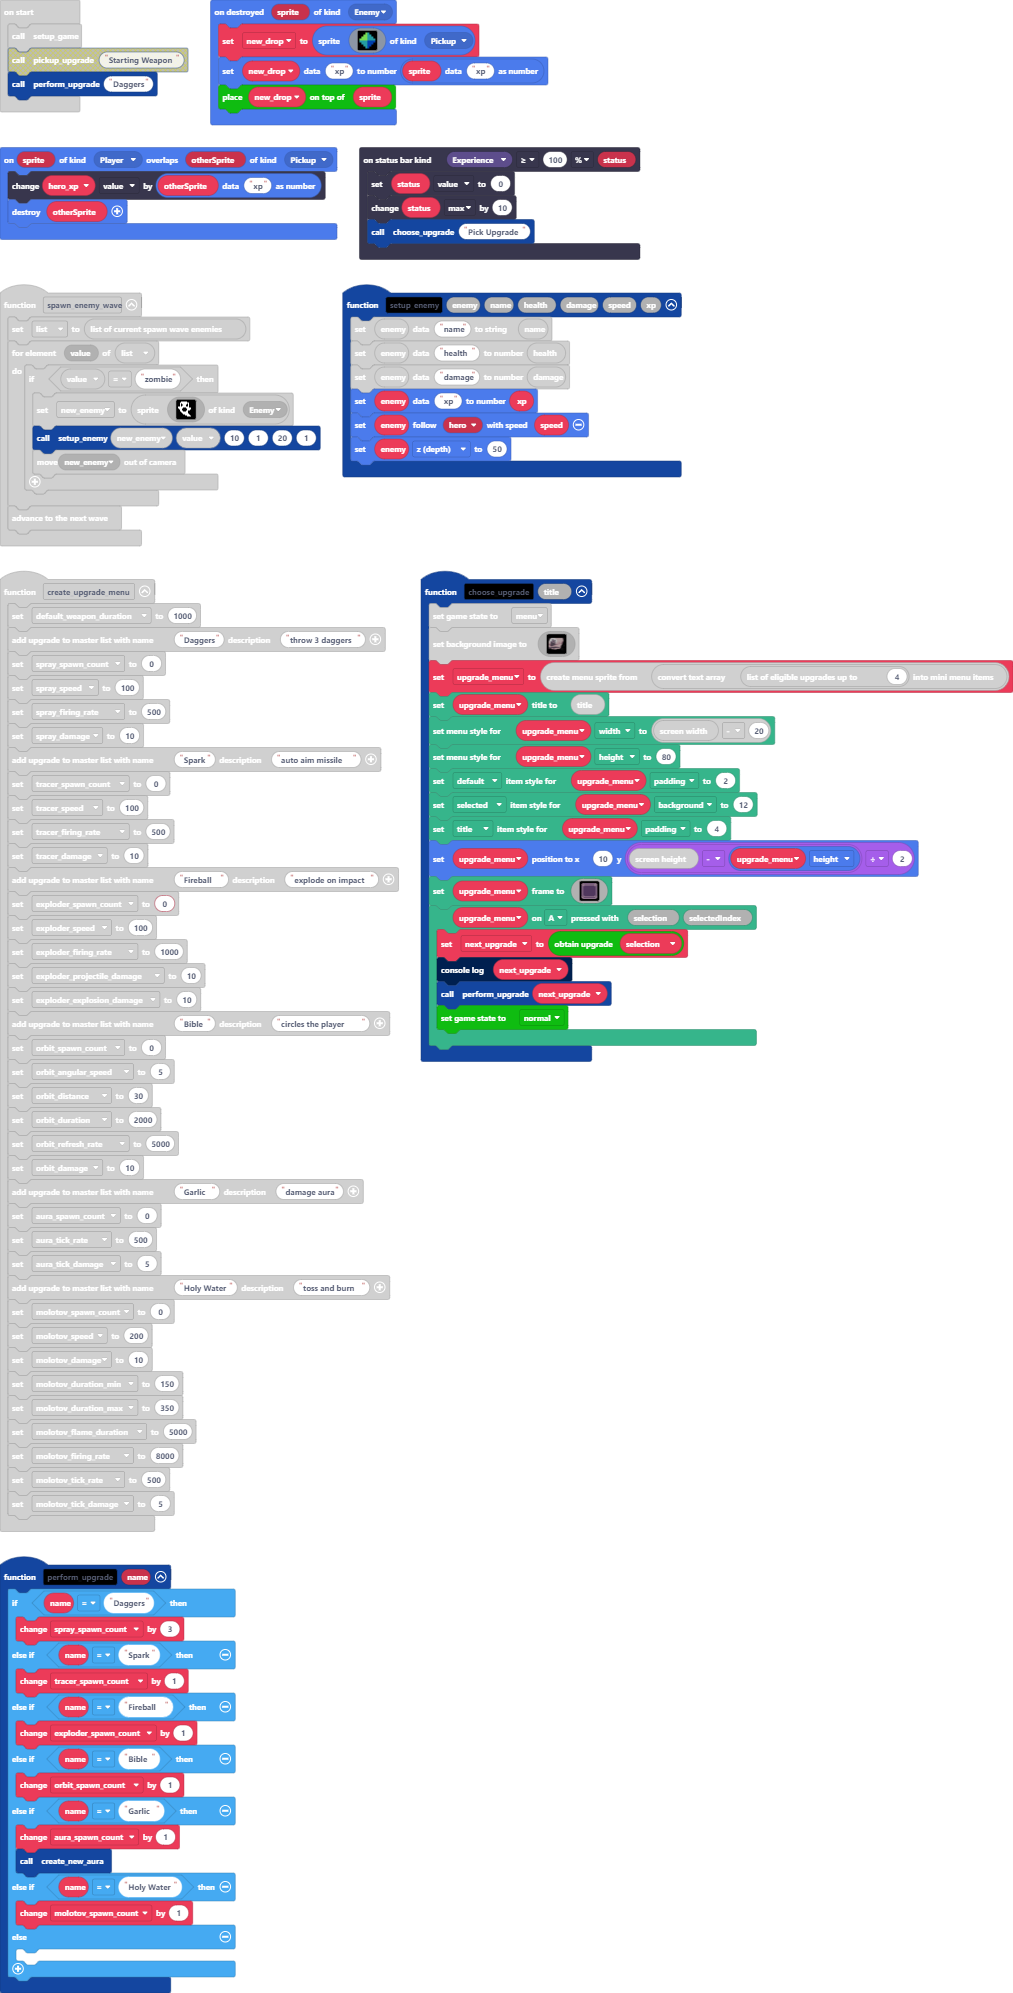 on start
call setup_game
call pickup_upgrade "Starting Weapon"
call perform_upgrade "Daggers"
on destroyed sprite of kind Enemy
set new_drop to sprite of kind Pickup
set new_drop data "xp" to number sprite data "xp" as number
place new_drop on top of sprite
on sprite of kind Player overlaps otherSprite of kind Pickup
change hero_xp value by otherSprite data "xp" as number
destroy otherSprite
on status bar kind Experience ≥ 100 % status
set status value to 0
change status max by 10
call choose_upgrade "Pick Upgrade"
function spawn_enemy_wave
set list to list of current spawn wave enemies
for element value of list
do
if value = "zombie" then
set new_enemy to sprite of kind Enemy
call setup_enemy new_enemy value 10 1 20 1
move new_enemy out of camera
advance to the next wave
function setup_enemy enemy name health damage speed xp
set enemy data "name" to string name
set enemy data "health" to number health
set enemy data "damage" to number damage
set enemy data "xp" to number xp
set enemy follow hero with speed speed
set enemy z (depth) to 50
function create_upgrade_menu
set default_weapon_duration to 1000
add upgrade to master list with name "Daggers" description "throw 3 daggers"
set spray_spawn_count to 0
set spray_speed to 100
set spray_firing_rate to 500
set spray_damage to 10
add upgrade to master list with name "Spark" description "auto aim missile"
set tracer_spawn_count to 0
set tracer_speed to 100
set tracer_firing_rate to 500
set tracer_damage to 10
add upgrade to master list with name "Fireball" description "explode on impact"
set exploder_spawn_count to 0
set exploder_speed to 100
set exploder_firing_rate to 1000
set exploder_projectile_damage to 10
set exploder_explosion_damage to 10
add upgrade to master list with name "Bible" description "circles the player"
set orbit_spawn_count to 0
set orbit_angular_speed to 5
set orbit_distance to 30
set orbit_duration to 2000
set orbit_refresh_rate to 5000
set orbit_damage to 10
add upgrade to master list with name "Garlic" description "damage aura"
set aura_spawn_count to 0
set aura_tick_rate to 500
set aura_tick_damage to 5
add upgrade to master list with name "Holy Water" description "toss and burn"
set molotov_spawn_count to 0
set molotov_speed to 200
set molotov_damage to 10
set molotov_duration_min to 150
set molotov_duration_max to 350
set molotov_flame_duration to 5000
set molotov_firing_rate to 8000
set molotov_tick_rate to 500
set molotov_tick_damage to 5
function choose_upgrade title
set game state to menu
set background image to
set upgrade_menu to create menu sprite from convert text array list of eligible upgrades up to 4 into mini menu items
set upgrade_menu title to title
set menu style for upgrade_menu width to screen width - 20
set menu style for upgrade_menu height to 80
set default item style for upgrade_menu padding to 2
set selected item style for upgrade_menu background to 12
set title item style for upgrade_menu padding to 4
set upgrade_menu position to x 10 y screen height - upgrade_menu height ÷ 2
set upgrade_menu frame to
upgrade_menu on A pressed with selection selectedIndex
set next_upgrade to obtain upgrade selection
console log next_upgrade
call perform_upgrade next_upgrade
set game state to normal
function perform_upgrade name
if name = "Daggers" then
change spray_spawn_count by 3
else if name = "Spark" then
change tracer_spawn_count by 1
else if name = "Fireball" then
change exploder_spawn_count by 1
else if name = "Bible" then
change orbit_spawn_count by 1
else if name = "Garlic" then
change aura_spawn_count by 1
call create_new_aura
else if name = "Holy Water" then
change molotov_spawn_count by 1
else